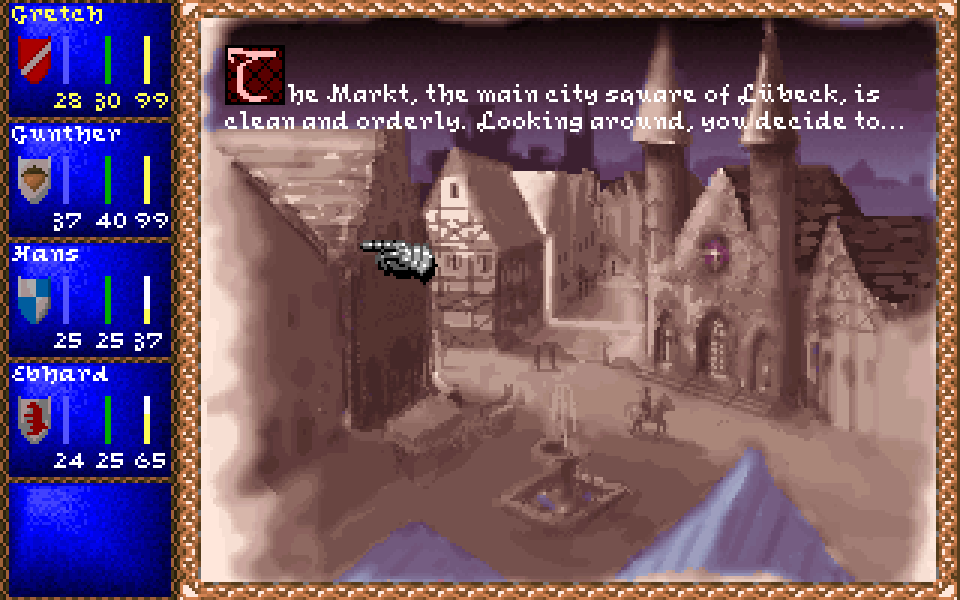 Gretch
28 30 99
Gunther
37 40 99
Hans
25 25 37
Ebhard
24 25 65
The Markt, the main city square of Lübeck, is
clean and orderly. Looking around, you decide to...